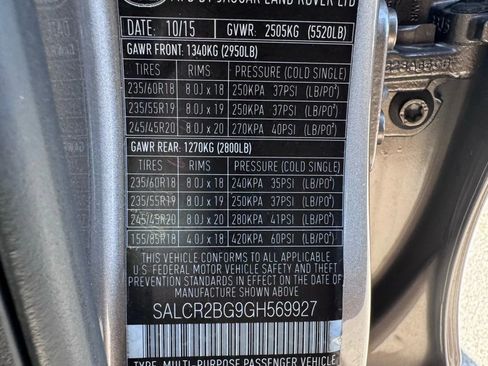 MFD BY JAGUAR LAND ROVER LTD
DATE: 10/15 GVWR: 2505KG (5520LB)
GAWR FRONT: 1340KG (2950LB)
TIRES RIMS PRESSURE (COLD SINGLE)
235/60R18 8.0J x 18 250KPA 37PSI (LB/PO²)
235/55R19 8.0J x 19 250KPA 37PSI (LB/PO²)
245/45R20 8.0J x 20 270KPA 40PSI (LB/PO²)
GAWR REAR: 1270KG (2800LB)
TIRES RIMS PRESSURE (COLD SINGLE)
235/60R18 8.0J x 18 240KPA 35PSI (LB/PO²)
235/55R19 8.0J x 19 250KPA 37PSI (LB/PO²)
245/45R20 8.0J x 20 280KPA 41PSI (LB/PO²)
155/85R18 4.0J x 18 420KPA 60PSI (LB/PO²)
THIS VEHICLE CONFORMS TO ALL APPLICABLE
U.S. FEDERAL MOTOR VEHICLE SAFETY AND THEFT
PREVENTION STANDARDS IN EFFECT ON THE DATE OF
MANUFACTURE SHOWN ABOVE.
SALCR2BG9GH569927
TYPE: MULTI-PURPOSE PASSENGER VEHICLE